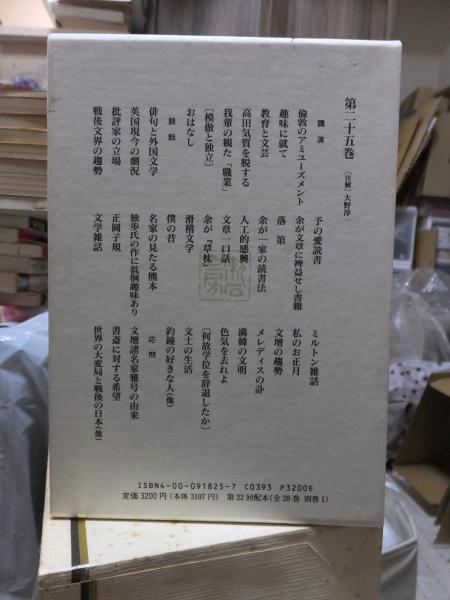 第二十五巻 〔注解〕大野淳一
講演
倫敦のアミユーズメント
趣味に就て
教育と文芸
高田気質を脱する
我輩の観た「職業」
〔模倣と独立〕
おはなし
談話
俳句と外国文学
英国現今の劇況
批評家の立場
戦後文界の趨勢
予の愛読書
余が文章に裨益せし書籍
落第
余が一家の読書法
人工的感興
文章一口話
余が『草枕』
滑稽文学
僕の昔
名家の見たる熊本
独歩氏の作に低徊趣味あり
正岡子規
文学雑話
ミルトン雑話
私のお正月
文壇の趨勢
メレディスの訃
満韓の文明
色気を去れよ
〔何故学位を辞退したか〕
文士の生活
釣鐘の好きな人(他)
応問
文壇諸名家雅号の由来
書斎に対する希望
世界の大変局と戦後の日本(他)
ISBN4-00-091825-7 C0393 P3200E
定価 3200円(本体 3107円) 第22回配本(全28巻 別巻1)